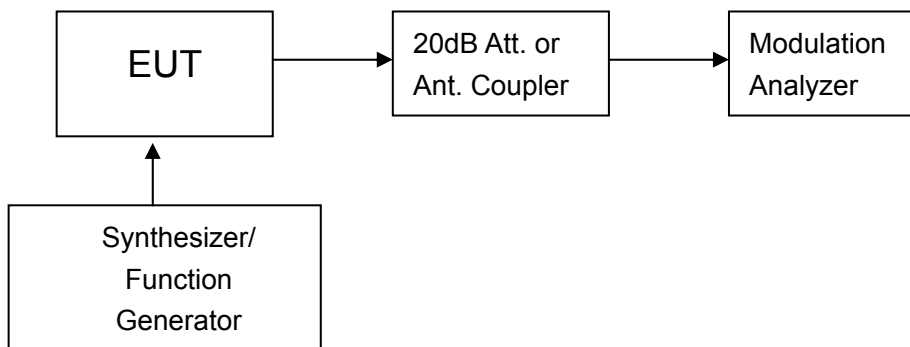 EUT
20dB Att. or
Ant. Coupler
Modulation
Analyzer
Synthesizer/
Function
Generator